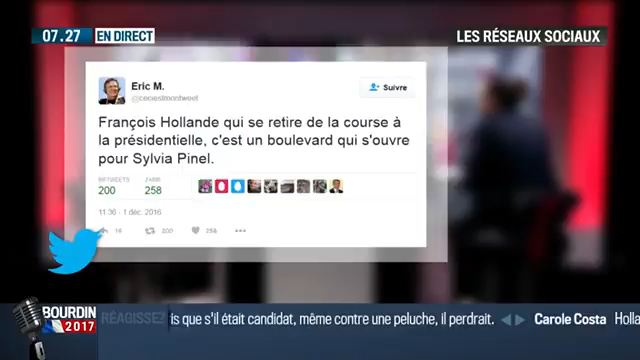 07.27 EN DIRECT
LES RÉSEAUX SOCIAUX
Eric M.
@ceciestmontweet
Suivre
François Hollande qui se retire de la course à
la présidentielle, c'est un boulevard qui s'ouvre
pour Sylvia Pinel.
RETWEETS J'AIME
200 258
11:36 - 1 déc. 2016
16 200 258
BOURDIN
2017
RÉAGISSEZ is que s'il était candidat, même contre une peluche, il perdrait. Carole Costa Holla